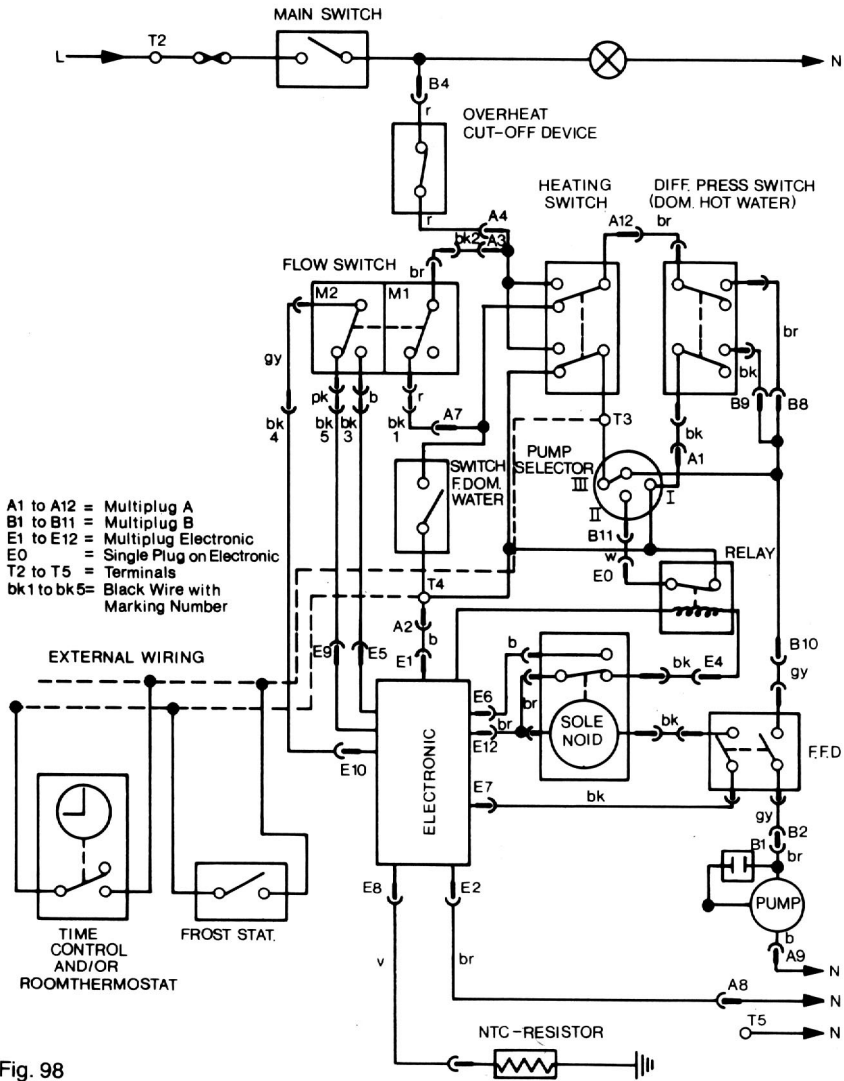 MAIN SWITCH
L
T2
N
B4
r
OVERHEAT
CUT-OFF DEVICE
r
A4
bk2
A3
br
HEATING
SWITCH
DIFF. PRESS SWITCH
(DOM. HOT WATER)
A12
br
FLOW SWITCH
M2
M1
gy
br
bk
pk
b
r
B9
B8
bk
4
bk
5
bk
3
bk
1
A7
T3
bk
A1
SWITCH
F. DOM.
WATER
PUMP
SELECTOR
III
II
I
B11
w
E0
RELAY
A1 to A12 = Multiplug A
B1 to B11 = Multiplug B
E1 to E12 = Multiplug Electronic
E0 = Single Plug on Electronic
T2 to T5 = Terminals
bk1 to bk5= Black Wire with
Marking Number
T4
A2
b
E1
E9
E5
EXTERNAL WIRING
B10
gy
b
bk
E4
E6
br
br
E12
SOLE
NOID
bk
F.F.D
ELECTRONIC
E10
E7
bk
gy
B2
B1
br
PUMP
b
A9
N
E8
E2
TIME
CONTROL
AND/OR
ROOMTHERMOSTAT
FROST STAT.
v
br
A8
N
T5
N
NTC-RESISTOR
Fig. 98